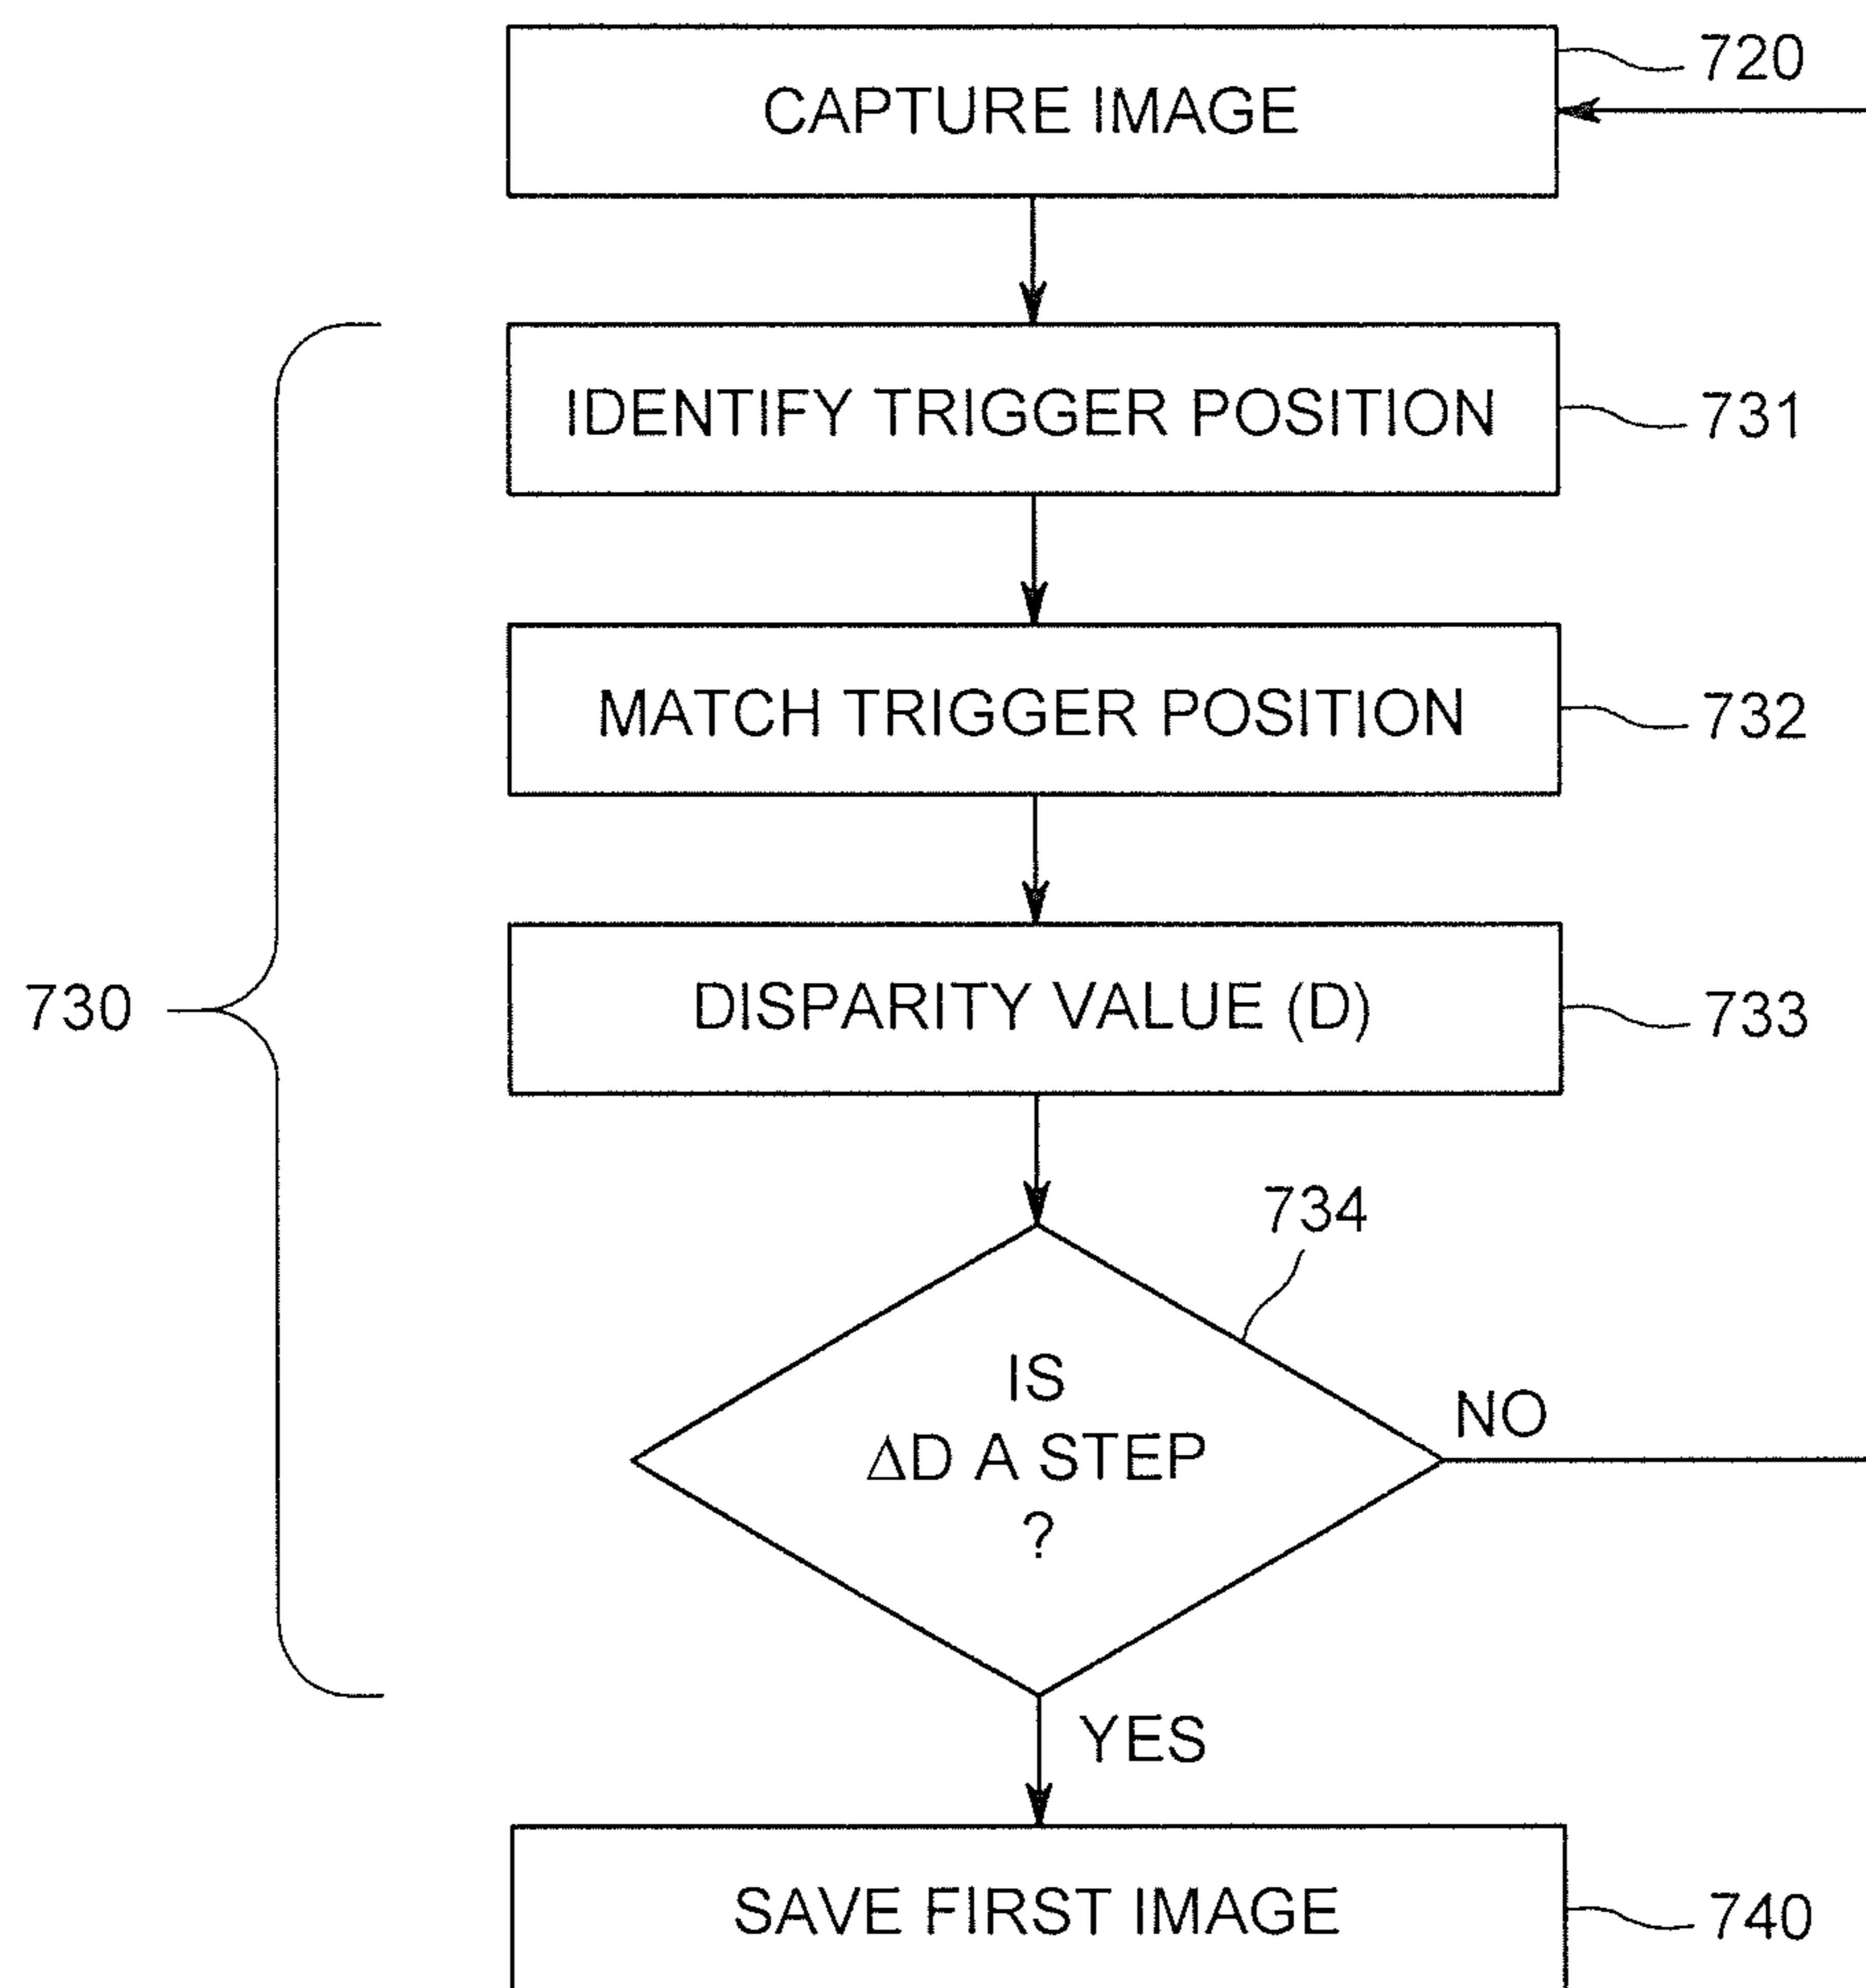 720
CAPTURE IMAGE
IDENTIFY TRIGGER POSITION
731
MATCH TRIGGER POSITION
732
730
DISPARITY VALUE (D)
733
734
IS
ΔD A STEP
?
NO
YES
SAVE FIRST IMAGE
740